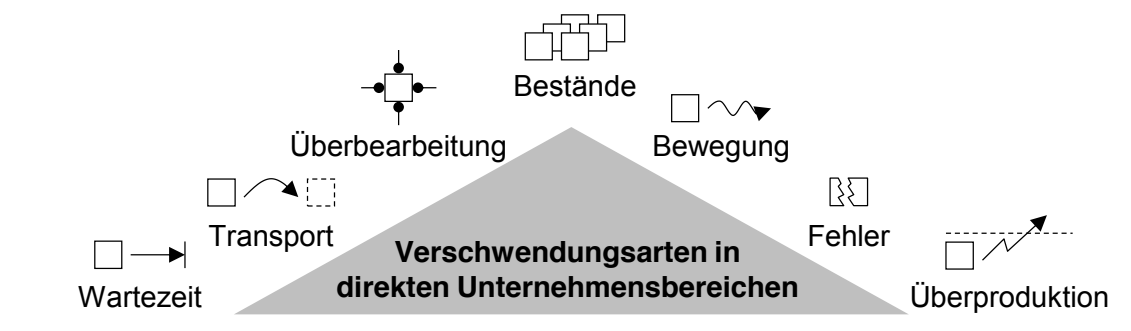 Bestände
Überbearbeitung
Bewegung
Transport
Fehler
Wartezeit
Überproduktion
Verschwendungsarten in
direkten Unternehmensbereichen